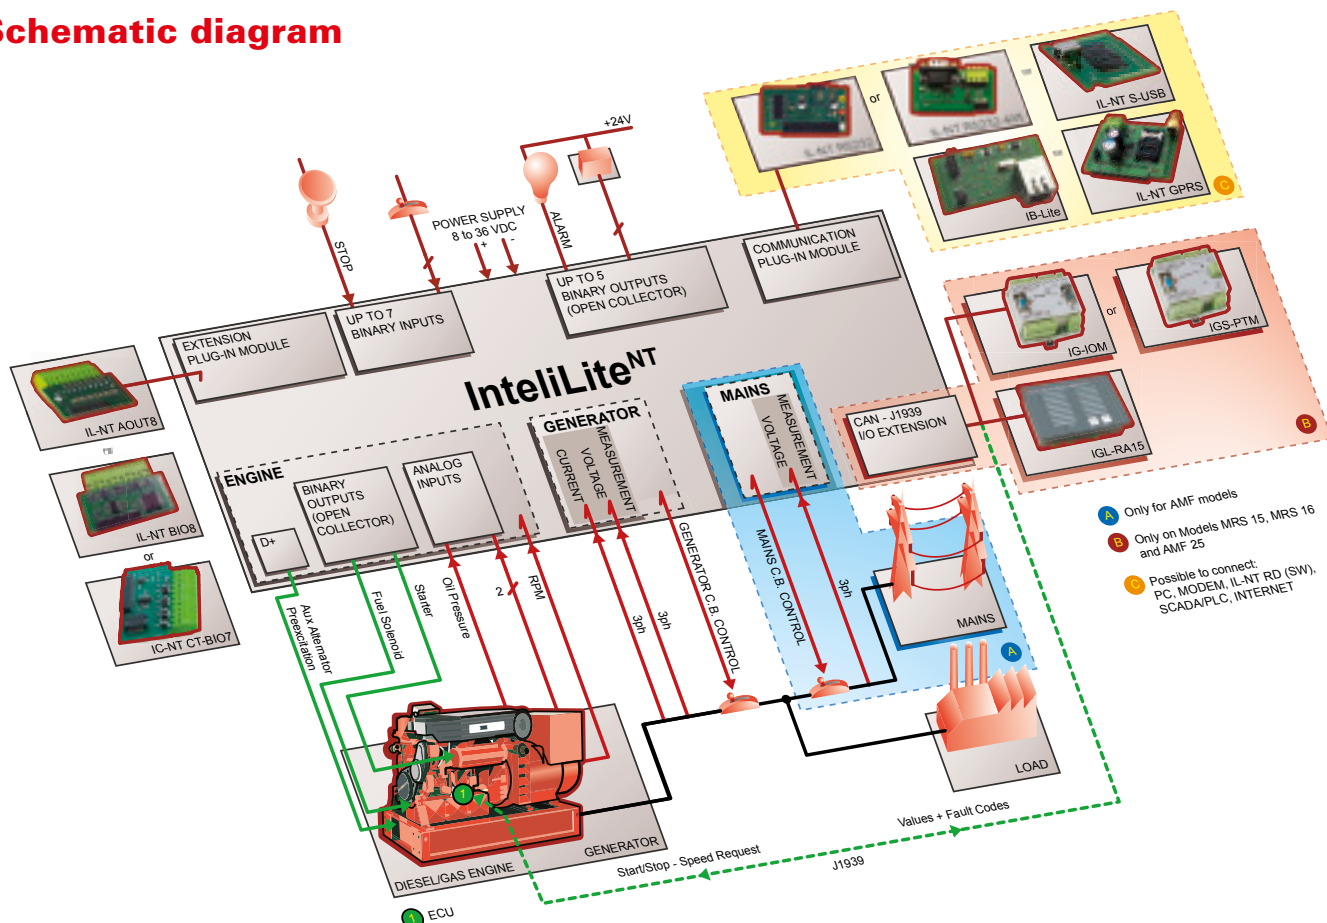 Schematic diagram
+24V
or
IL-NT RS232
IL-NT RS232-485
IL-NT S-USB
IB-Lite
IL-NT GPRS
C
STOP
POWER SUPPLY
8 to 36 VDC
+ -
ALARM
EXTENSION
PLUG-IN MODULE
UP TO 7
BINARY INPUTS
UP TO 5
BINARY OUTPUTS
(OPEN COLLECTOR)
COMMUNICATION
PLUG-IN MODULE
IG-IOM
or
IGS-PTM
IGL-RA15
B
IL-NT AOUT8
IL-NT BIO8
or
IC-NT CT-BIO7
InteliLiteNT
ENGINE
D+
BINARY
OUTPUTS
(OPEN
COLLECTOR)
ANALOG
INPUTS
GENERATOR
CURRENT
VOLTAGE
MEASUREMENT
MAINS
VOLTAGE
MEASUREMENT
CAN - J1939
I/O EXTENSION
Aux Alternator
Preexcitation
Fuel Solenoid
Starter
Oil Pressure
2
RPM
3ph
3ph
GENERATOR C.B. CONTROL
MAINS C.B. CONTROL
3ph
MAINS
A
LOAD
A Only for AMF models
B Only on Models MRS 15, MRS 16
and AMF 25
C Possible to connect:
PC, MODEM, IL-NT RD (SW),
SCADA/PLC, INTERNET
1
GENERATOR
DIESEL/GAS ENGINE
Start/Stop - Speed Request
J1939
Values + Fault Codes
1 ECU